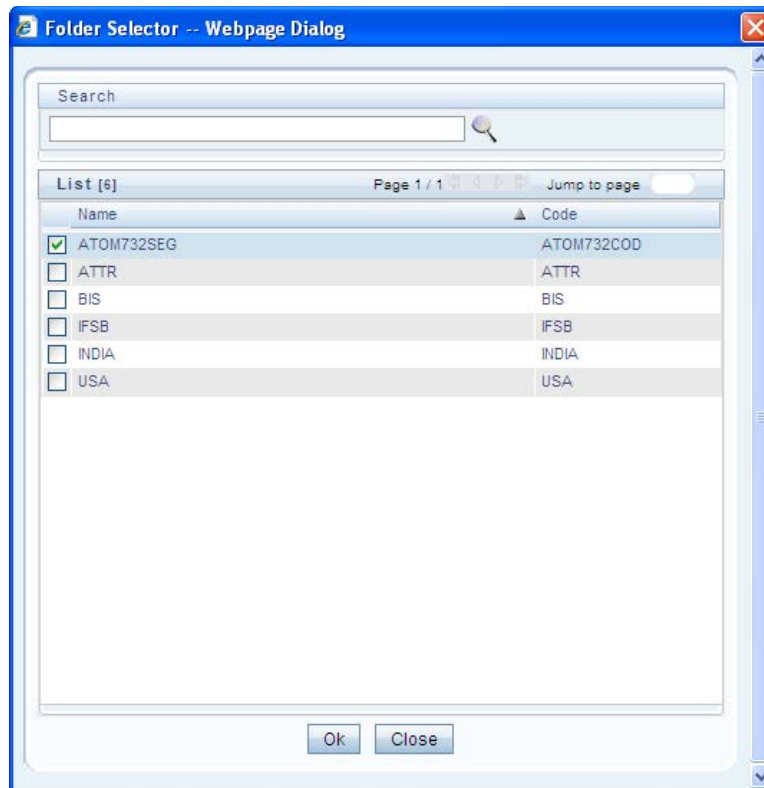 Folder Selector -- Webpage Dialog
Search
List [6] Page 1 / 1 Jump to page
Name Code
ATOM732SEG ATOM732COD
ATTR ATTR
BIS BIS
IFSB IFSB
INDIA INDIA
USA USA
Ok Close